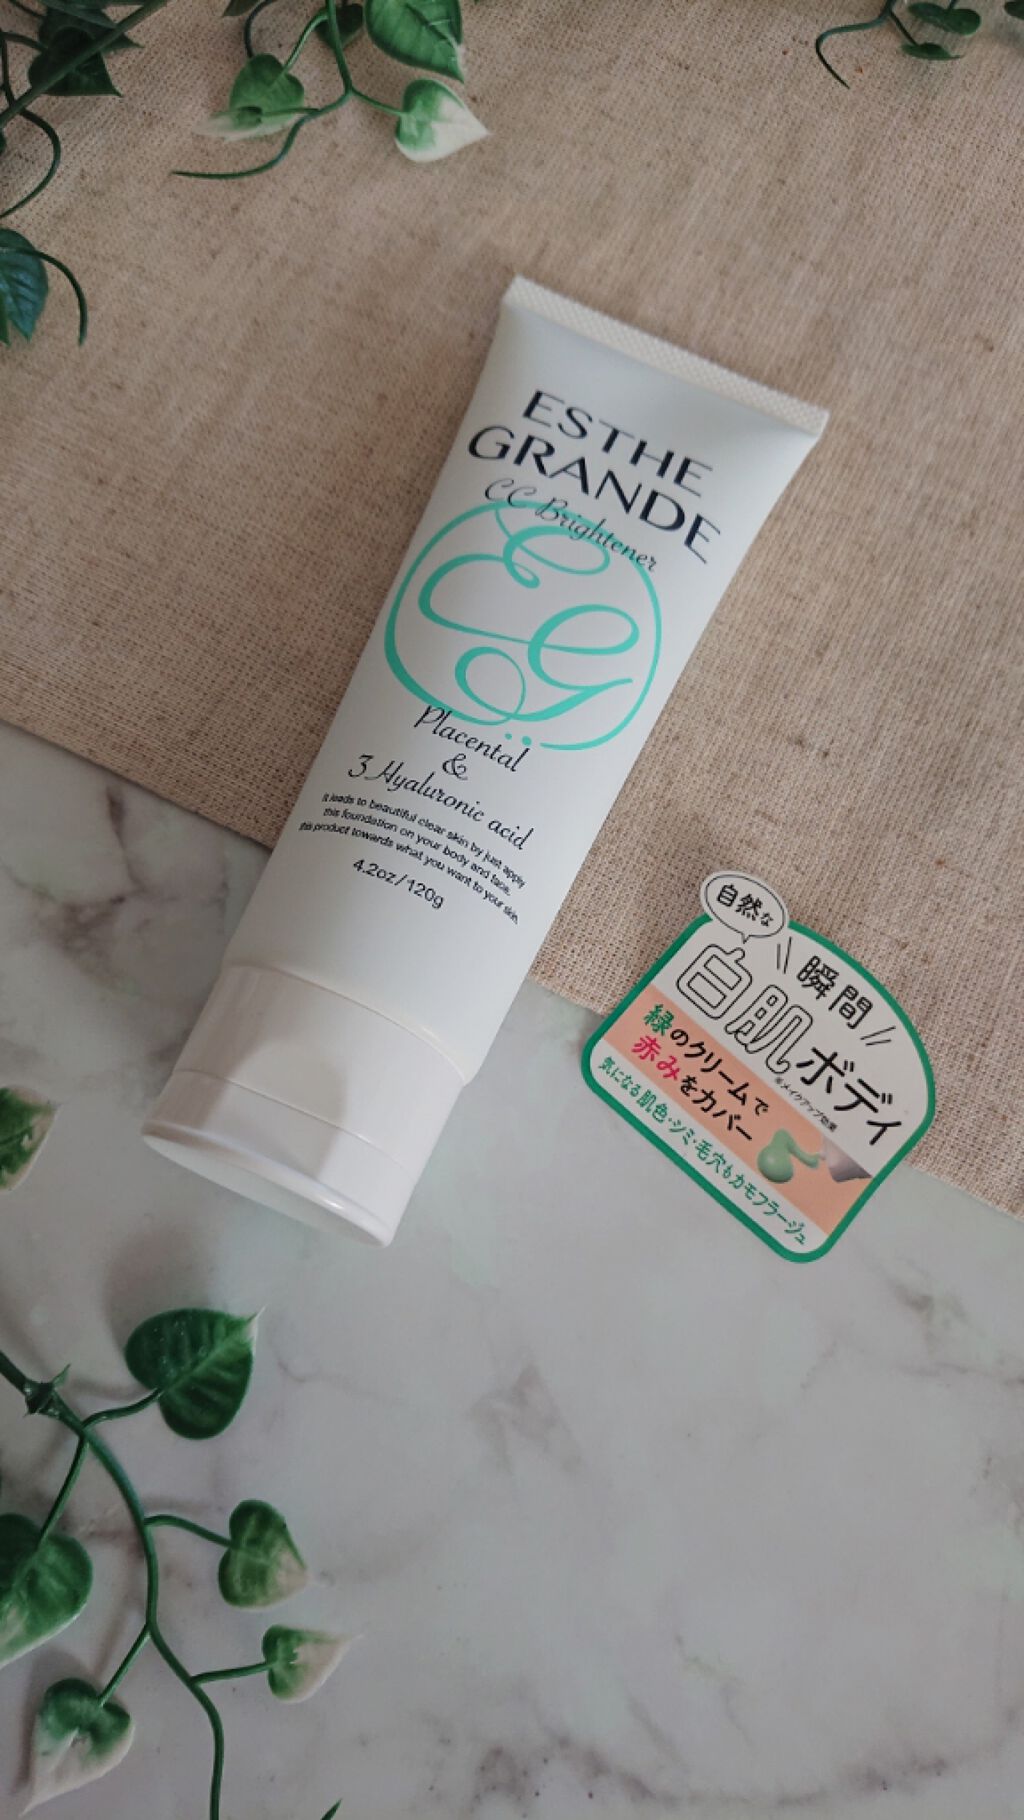 ESTHE
GRANDE
CC Brightener
EG
Placental
&
3 Hyaluronic acid
It leads to beautiful clear skin by just apply
this foundation on your body and face.
this product towards what you want to your skin.
4.2oz/120g
自然な
瞬間
白肌ボディ
※メイクアップ効果
緑のクリームで
赤みをカバー
気になる肌色・シミ・毛穴もカモフラージュ